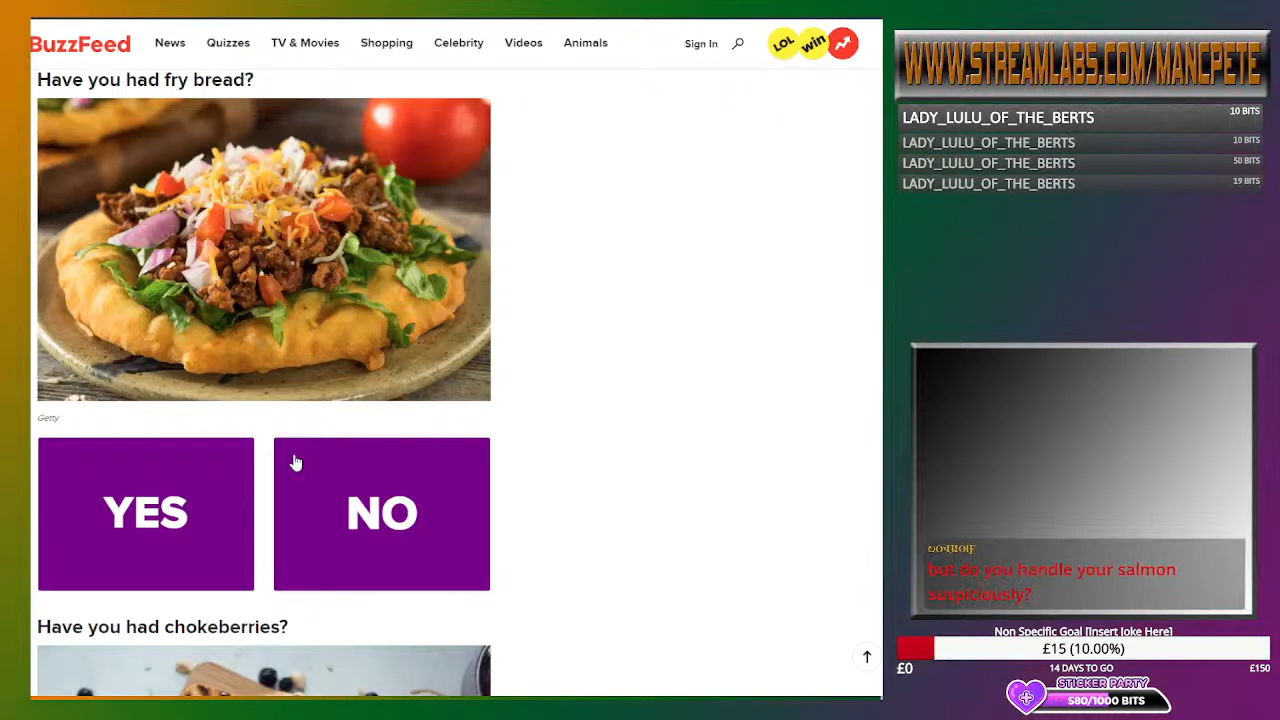 BuzzFeed
News Quizzes TV & Movies Shopping Celebrity Videos Animals
Sign In
LOL
win
Have you had fry bread?
Getty
YES
NO
Have you had chokeberries?
WWW.STREAMLABS.COM/MANCPETE
LADY_LULU_OF_THE_BERTS 10 BITS
LADY_LULU_OF_THE_BERTS 10 BITS
LADY_LULU_OF_THE_BERTS 50 BITS
LADY_LULU_OF_THE_BERTS 19 BITS
but do you handle your salmon
suspiciously?
Non Specific Goal [Insert Joke Here]
£15 (10.00%)
£0 14 DAYS TO GO £150
STICKER PARTY
580/1000 BITS